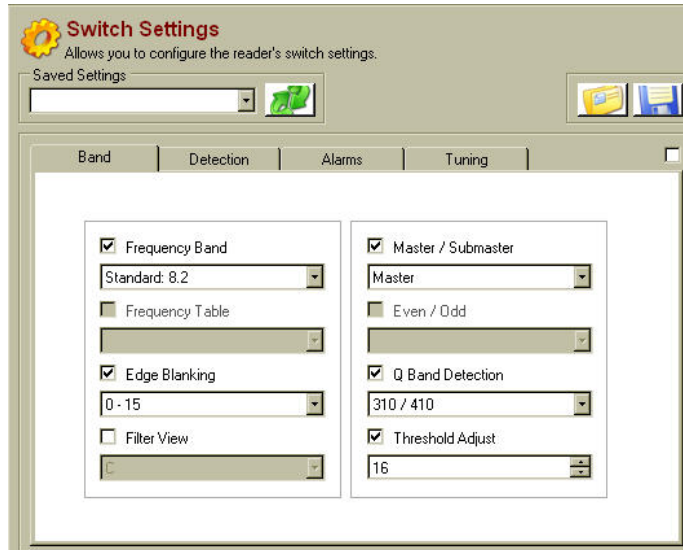 Switch Settings
Allows you to configure the reader's switch settings.
Saved Settings
Band Detection Alarms Tuning
Frequency Band
Standard: 8.2
Frequency Table
Edge Blanking
0 - 15
Filter View
C
Master / Submaster
Master
Even / Odd
Q Band Detection
310 / 410
Threshold Adjust
16